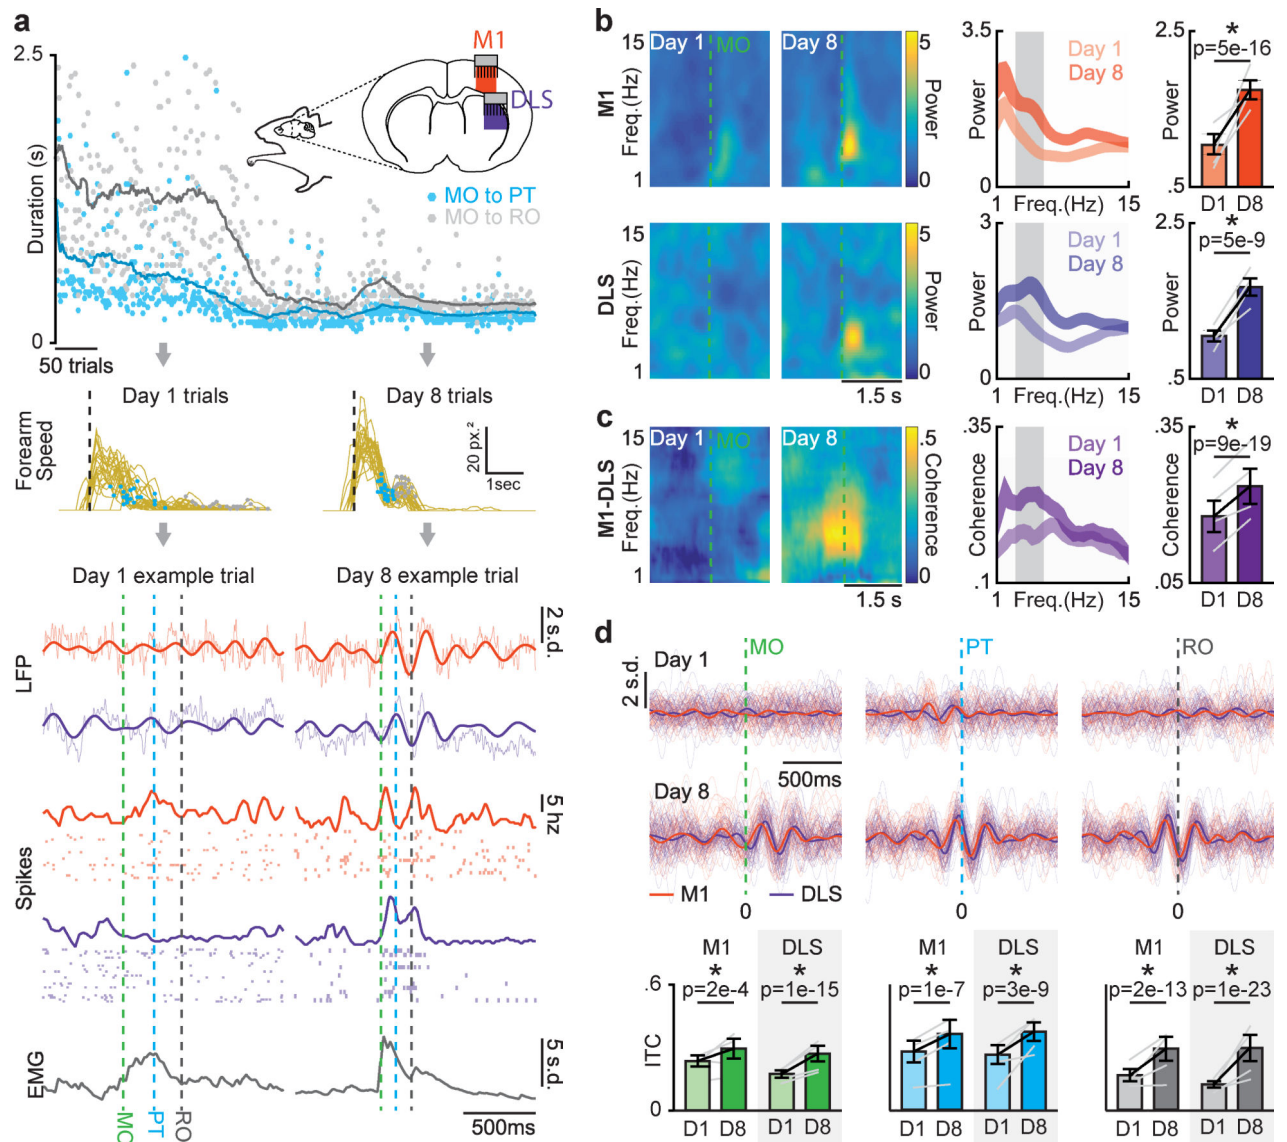 a
2.5
Duration (s)
0
50 trials
M1
DLS
MO to PT
MO to RO
Day 1 trials
Day 8 trials
Forearm
Speed
20 px.²
1sec
Day 1 example trial
Day 8 example trial
LFP
2 s.d.
Spikes
5 hz
EMG
5 s.d.
MO
PT
RO
500ms
b
M1
Freq.(Hz)
15
1
Day 1
MO
Day 8
5
0
Power
3.5
Power
0
Day 1
Day 8
1 Freq.(Hz) 15
2.5
*
p=5e-16
Power
.5
D1 D8
DLS
Freq.(Hz)
15
1
5
0
Power
1.5 s
3
Power
0
Day 1
Day 8
1 Freq.(Hz) 15
2.5
*
p=5e-9
Power
.5
D1 D8
c
M1-DLS
Freq.(Hz)
15
1
Day 1
MO
Day 8
.5
0
Coherence
1.5 s
.35
Coherence
.1
Day 1
Day 8
1 Freq.(Hz) 15
.35
*
p=9e-19
Coherence
.05
D1 D8
d
MO
PT
RO
Day 1
2 s.d.
500ms
Day 8
M1
DLS
0
0
0
M1
DLS
M1
DLS
M1
DLS
*
*
*
*
*
*
p=2e-4
p=1e-15
p=1e-7
p=3e-9
p=2e-13
p=1e-23
.6
ITC
0
D1 D8
D1 D8
D1 D8
D1 D8
D1 D8
D1 D8